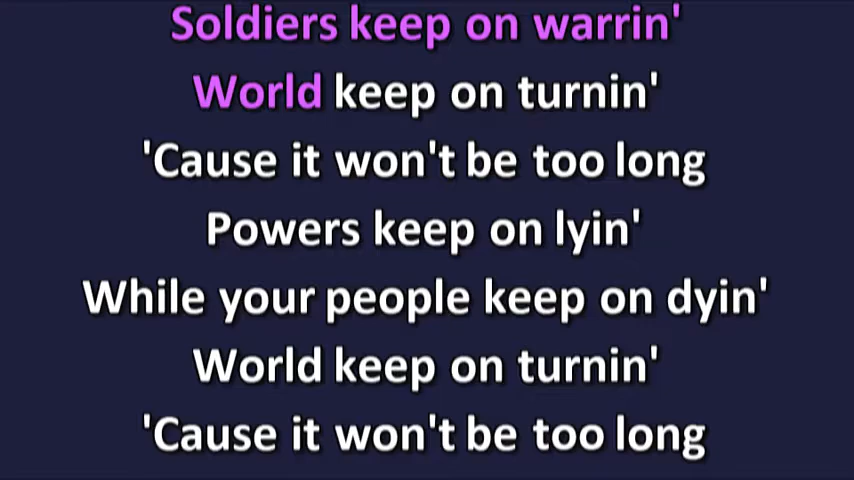 Soldiers keep on warrin'
World keep on turnin'
'Cause it won't be too long
Powers keep on lyin'
While your people keep on dyin'
World keep on turnin'
'Cause it won't be too long